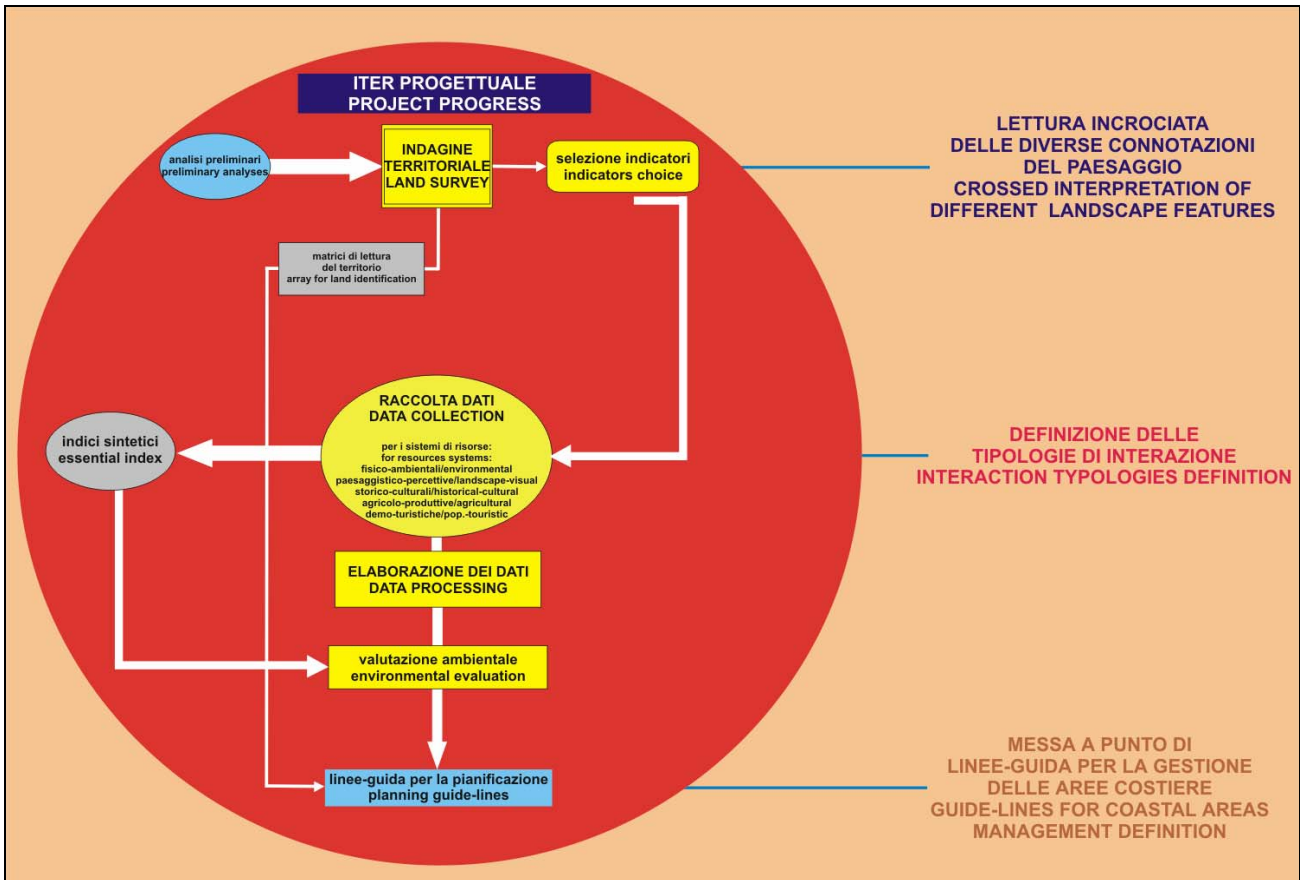 ITER PROGETTUALE
PROJECT PROGRESS
analisi preliminari
preliminary analyses
INDAGINE
TERRITORIALE
LAND SURVEY
selezione indicatori
indicators choice
matrici di lettura
del territorio
array for land identification
RACCOLTA DATI
DATA COLLECTION
per i sistemi di risorse:
for resources systems:
fisico-ambientali/environmental
paesaggistico-percettive/landscape-visual
storico-culturali/historical-cultural
agricolo-produttive/agricultural
demo-turistiche/pop.-touristic
indici sintetici
essential index
ELABORAZIONE DEI DATI
DATA PROCESSING
valutazione ambientale
environmental evaluation
linee-guida per la pianificazione
planning guide-lines
LETTURA INCROCIATA
DELLE DIVERSE CONNOTAZIONI
DEL PAESAGGIO
CROSSED INTERPRETATION OF
DIFFERENT LANDSCAPE FEATURES
DEFINIZIONE DELLE
TIPOLOGIE DI INTERAZIONE
INTERACTION TYPOLOGIES DEFINITION
MESSA A PUNTO DI
LINEE-GUIDA PER LA GESTIONE
DELLE AREE COSTIERE
GUIDE-LINES FOR COASTAL AREAS
MANAGEMENT DEFINITION